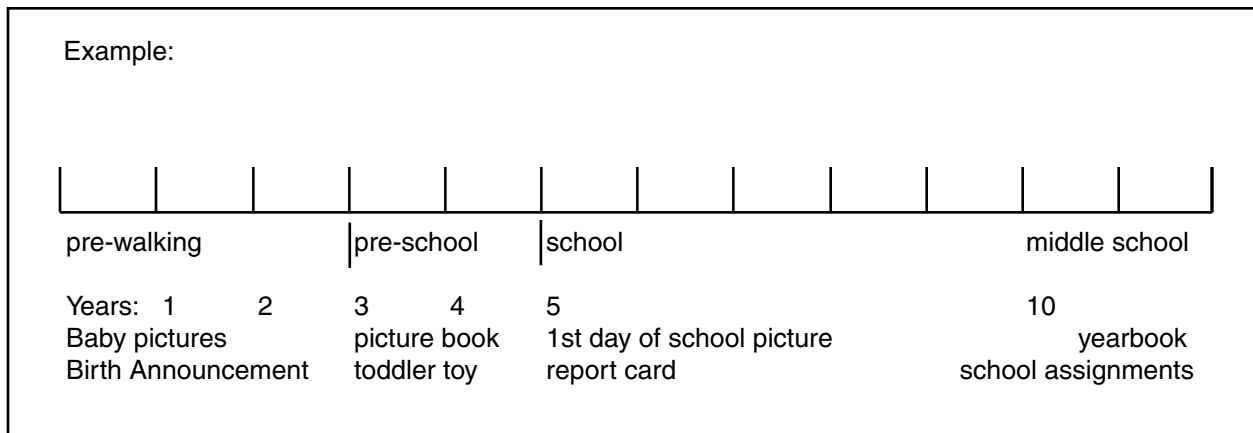 Example:
pre-walking pre-school school middle school
Years: 1 2 3 4 5 10
Baby pictures picture book 1st day of school picture yearbook
Birth Announcement toddler toy report card school assignments